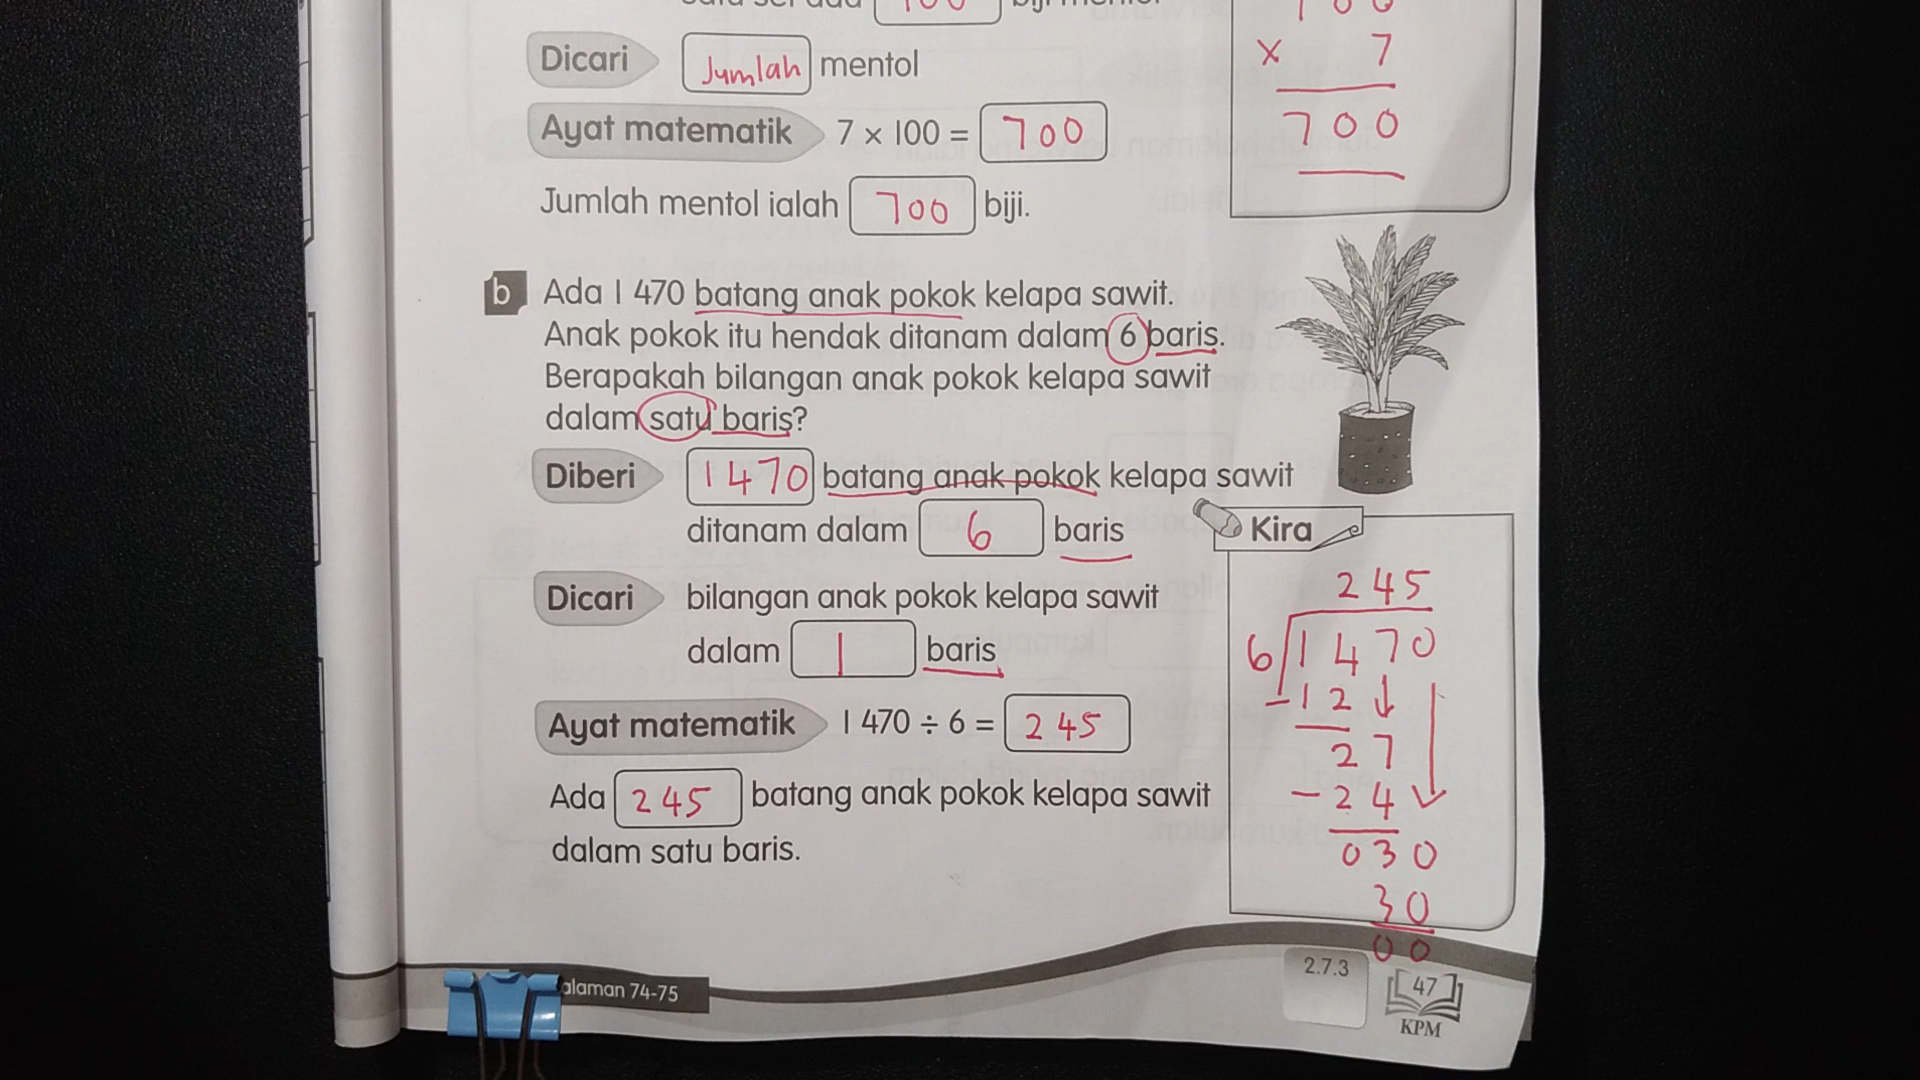 100
100
Dicari Jumlah mentol
× 7
Ayat matematik 7 × 100 = 700
700
Jumlah mentol ialah 700 biji.
b Ada 1 470 batang anak pokok kelapa sawit.
Anak pokok itu hendak ditanam dalam 6 baris.
Berapakah bilangan anak pokok kelapa sawit
dalam satu baris?
Diberi 1470 batang anak pokok kelapa sawit
ditanam dalam 6 baris
Kira
Dicari bilangan anak pokok kelapa sawit
dalam 1 baris
Ayat matematik 1 470 ÷ 6 = 245
Ada 245 batang anak pokok kelapa sawit
dalam satu baris.
245
6 1470
- 12
27
- 24
030
30
00
alaman 74-75
2.7.3
47
KPM